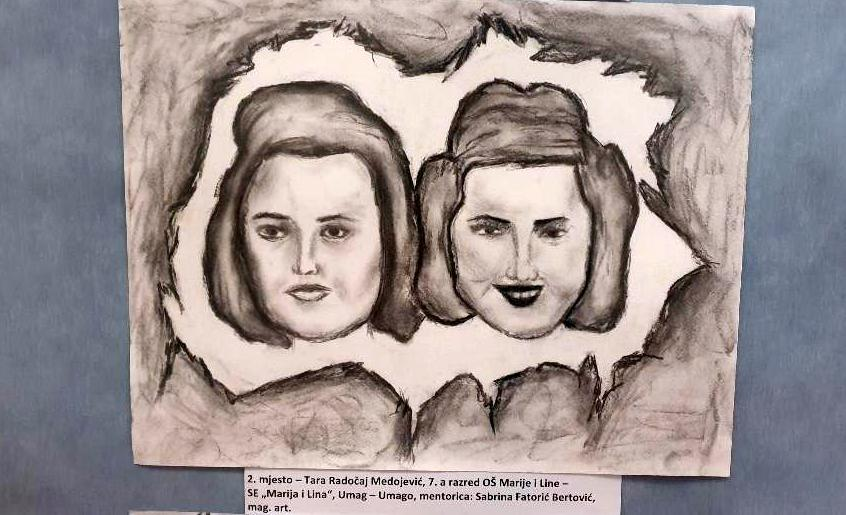 2. mjesto – Tara Radočaj Medojević, 7. a razred OŠ Marije i Line –
SE „Marija i Lina“, Umag – Umago, mentorica: Sabrina Fatorić Bertović,
mag. art.